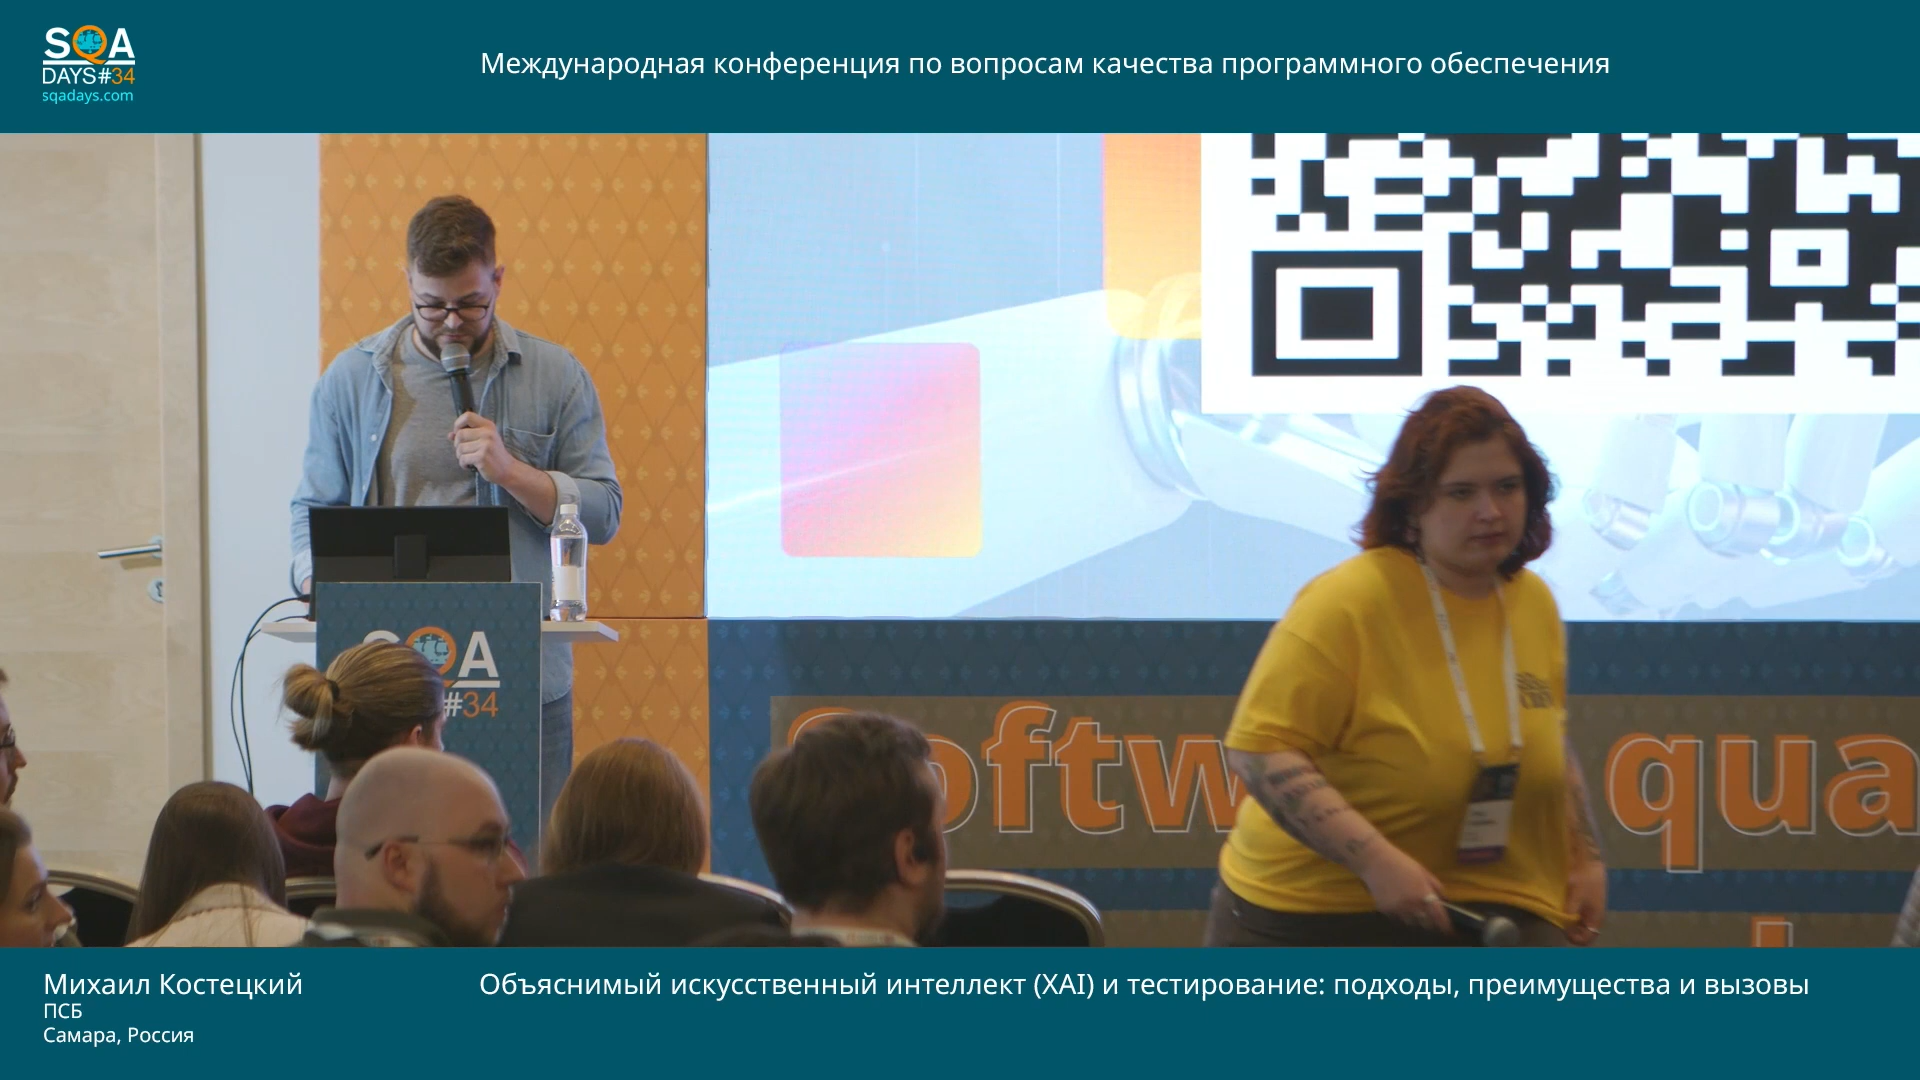 SQA
DAYS#34
sqadays.com
Международная конференция по вопросам качества программного обеспечения
SQA
#34
Softw
qua
Михаил Костецкий
ПСБ
Самара, Россия
Объяснимый искусственный интеллект (XAI) и тестирование: подходы, преимущества и вызовы